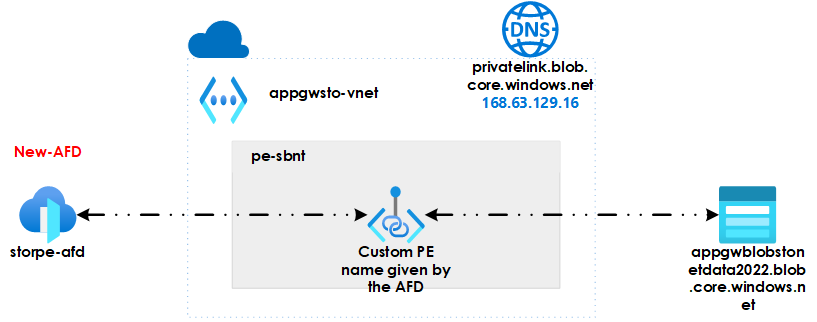 DNS
privatelink.blob.
core.windows.net
168.63.129.16
appgwsto-vnet
New-AFD
pe-sbnt
storpe-afd
Custom PE
name given by
the AFD
appgwblobston
etdata2022.blob
.core.windows.n
et